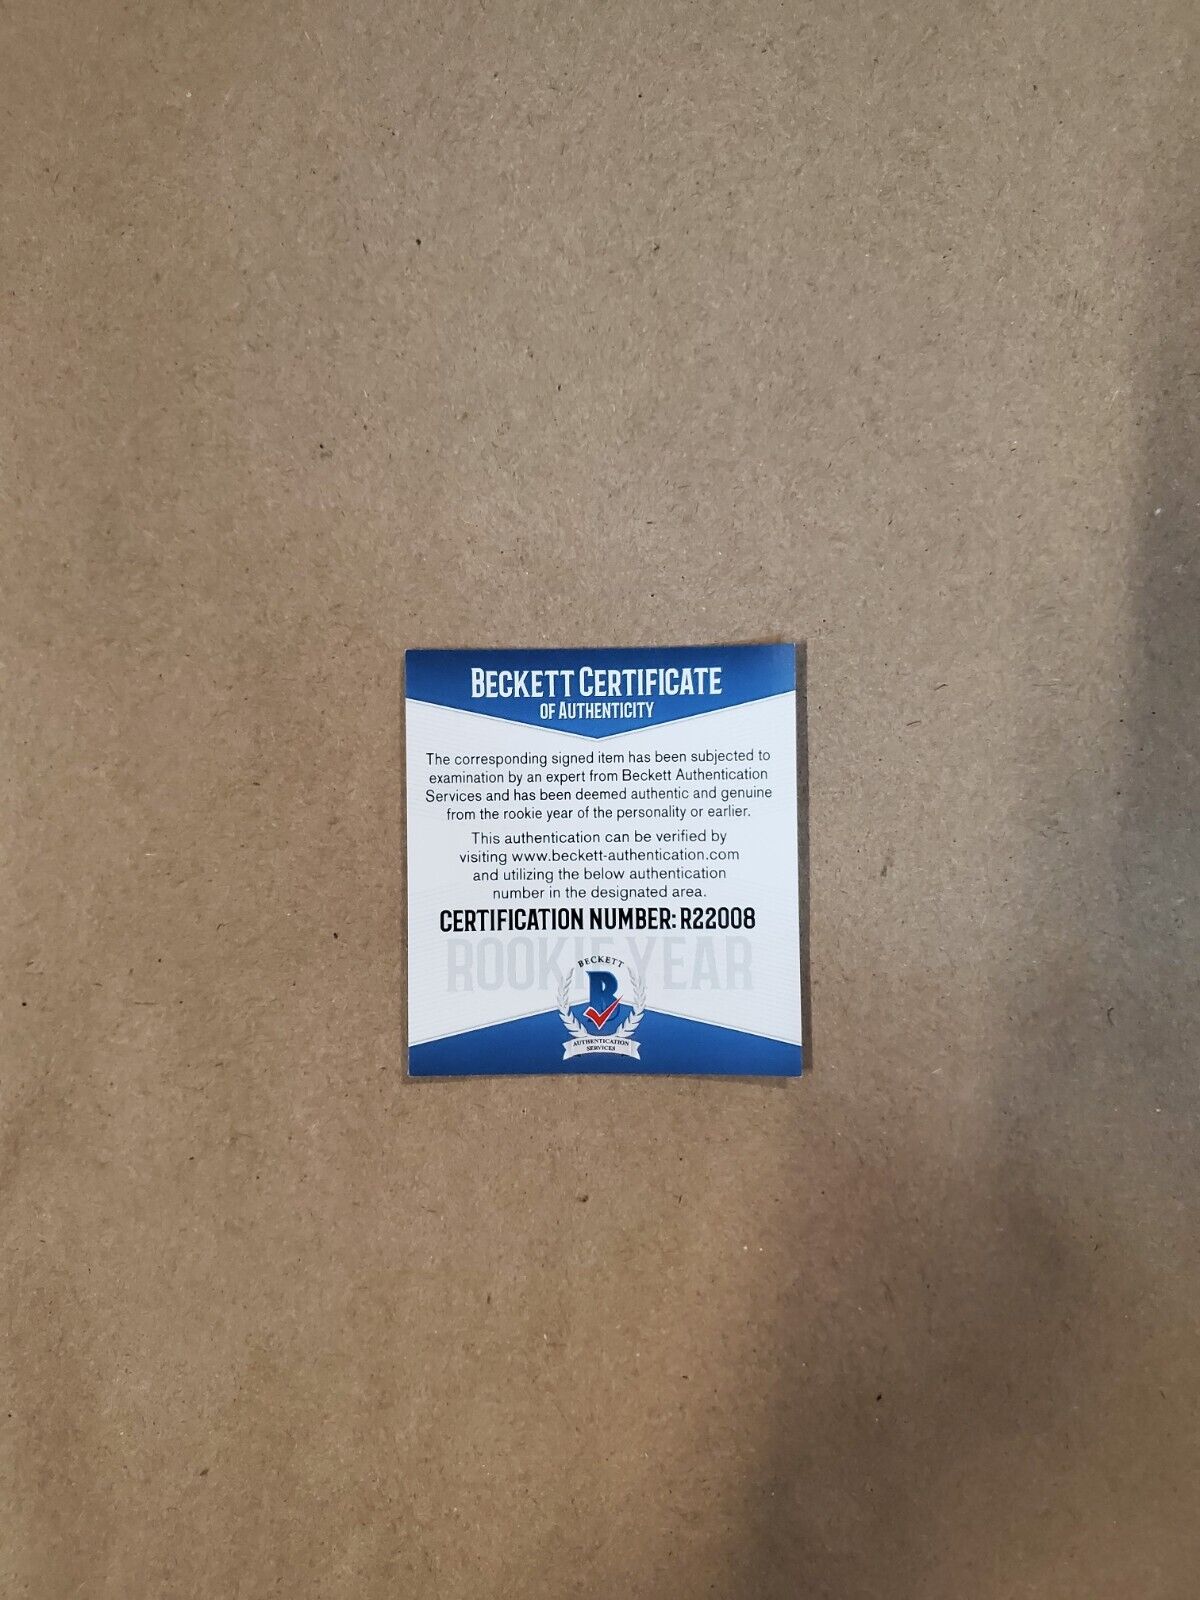 BECKETT CERTIFICATE
OF AUTHENTICITY
The corresponding signed item has been subjected to
examination by an expert from Beckett Authentication
Services and has been deemed authentic and genuine
from the rookie year of the personality or earlier.
This authentication can be verified by
visiting www.beckett-authentication.com
and utilizing the below authentication
number in the designated area.
CERTIFICATION NUMBER: R22008
ROOKIE YEAR
BECKETT
B
AUTHENTICATION
SERVICES